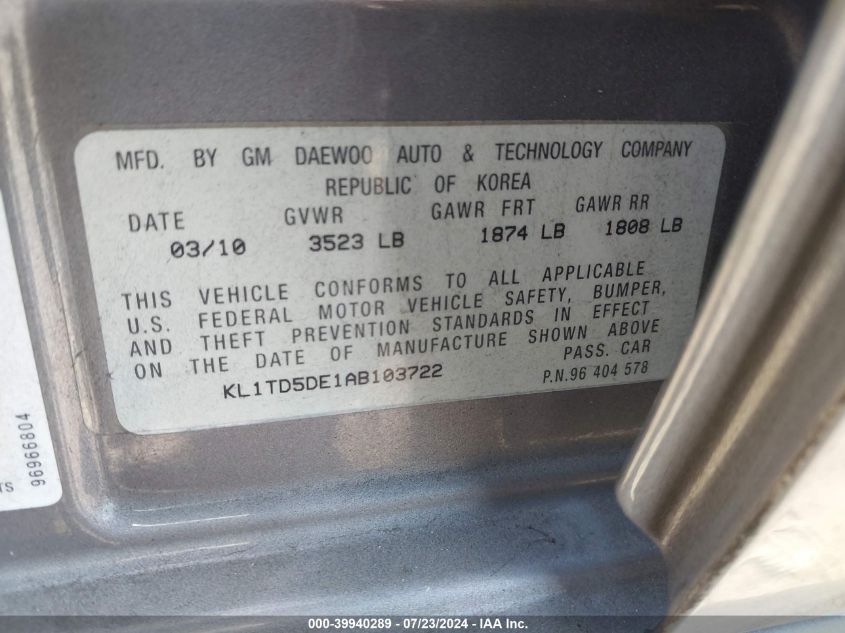 MFD. BY GM DAEWOO AUTO & TECHNOLOGY COMPANY
REPUBLIC OF KOREA
DATE GVWR GAWR FRT GAWR RR
03/10 3523 LB 1874 LB 1808 LB
THIS VEHICLE CONFORMS TO ALL APPLICABLE
U.S. FEDERAL MOTOR VEHICLE SAFETY, BUMPER,
AND THEFT PREVENTION STANDARDS IN EFFECT
ON THE DATE OF MANUFACTURE SHOWN ABOVE
PASS. CAR
KL1TD5DE1AB103722
P.N.96 404 578
96966804
000-39940289 - 07/23/2024 - IAA, Inc.